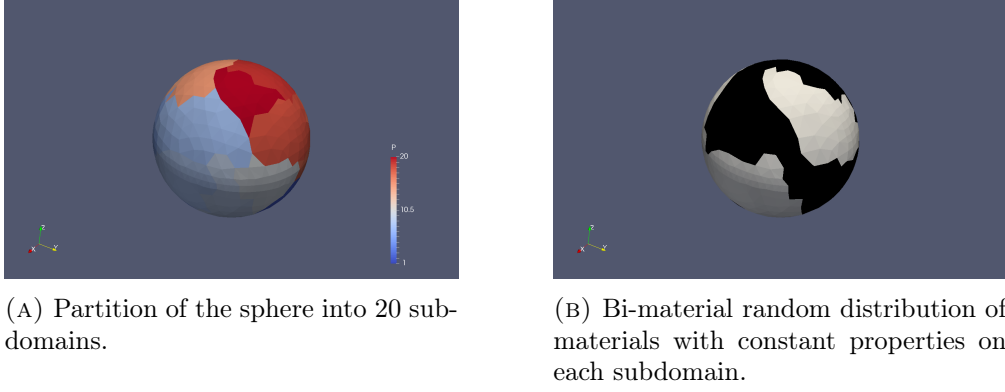 P
20
10.5
1
Z
X
Y
Z
X
Y
(A) Partition of the sphere into 20 sub-
domains.
(B) Bi-material random distribution of
materials with constant properties on
each subdomain.